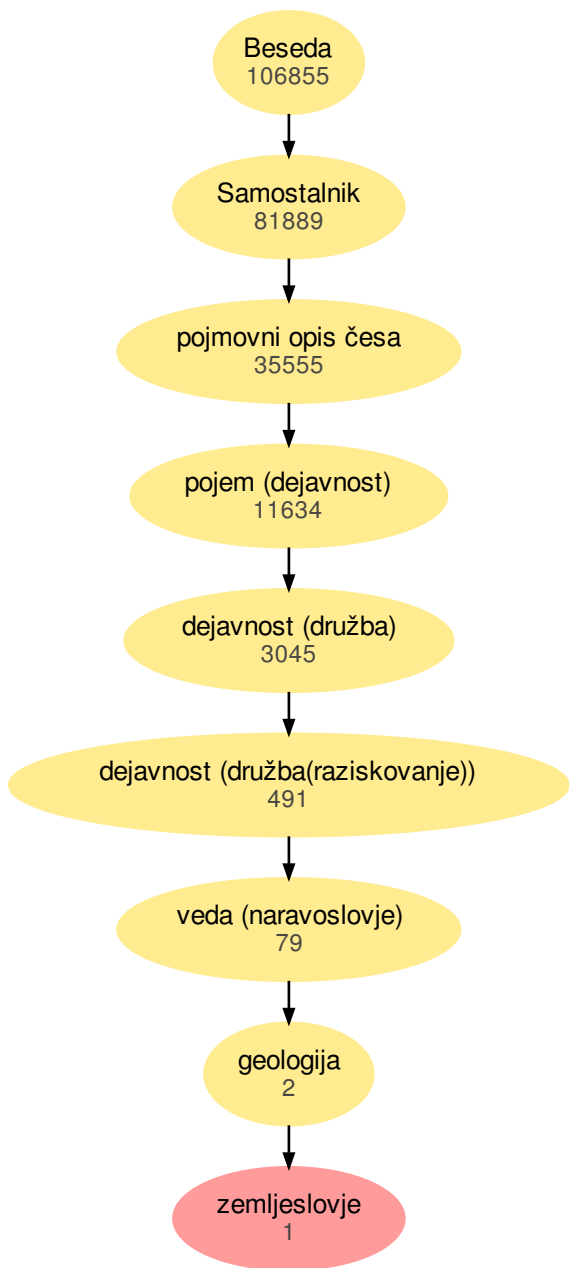 Beseda
106855
Samostalnik
81889
pojmovni opis česa
35555
pojem (dejavnost)
11634
dejavnost (družba)
3045
dejavnost (družba(raziskovanje))
491
veda (naravoslovje)
79
geologija
2
zemljeslovje
1